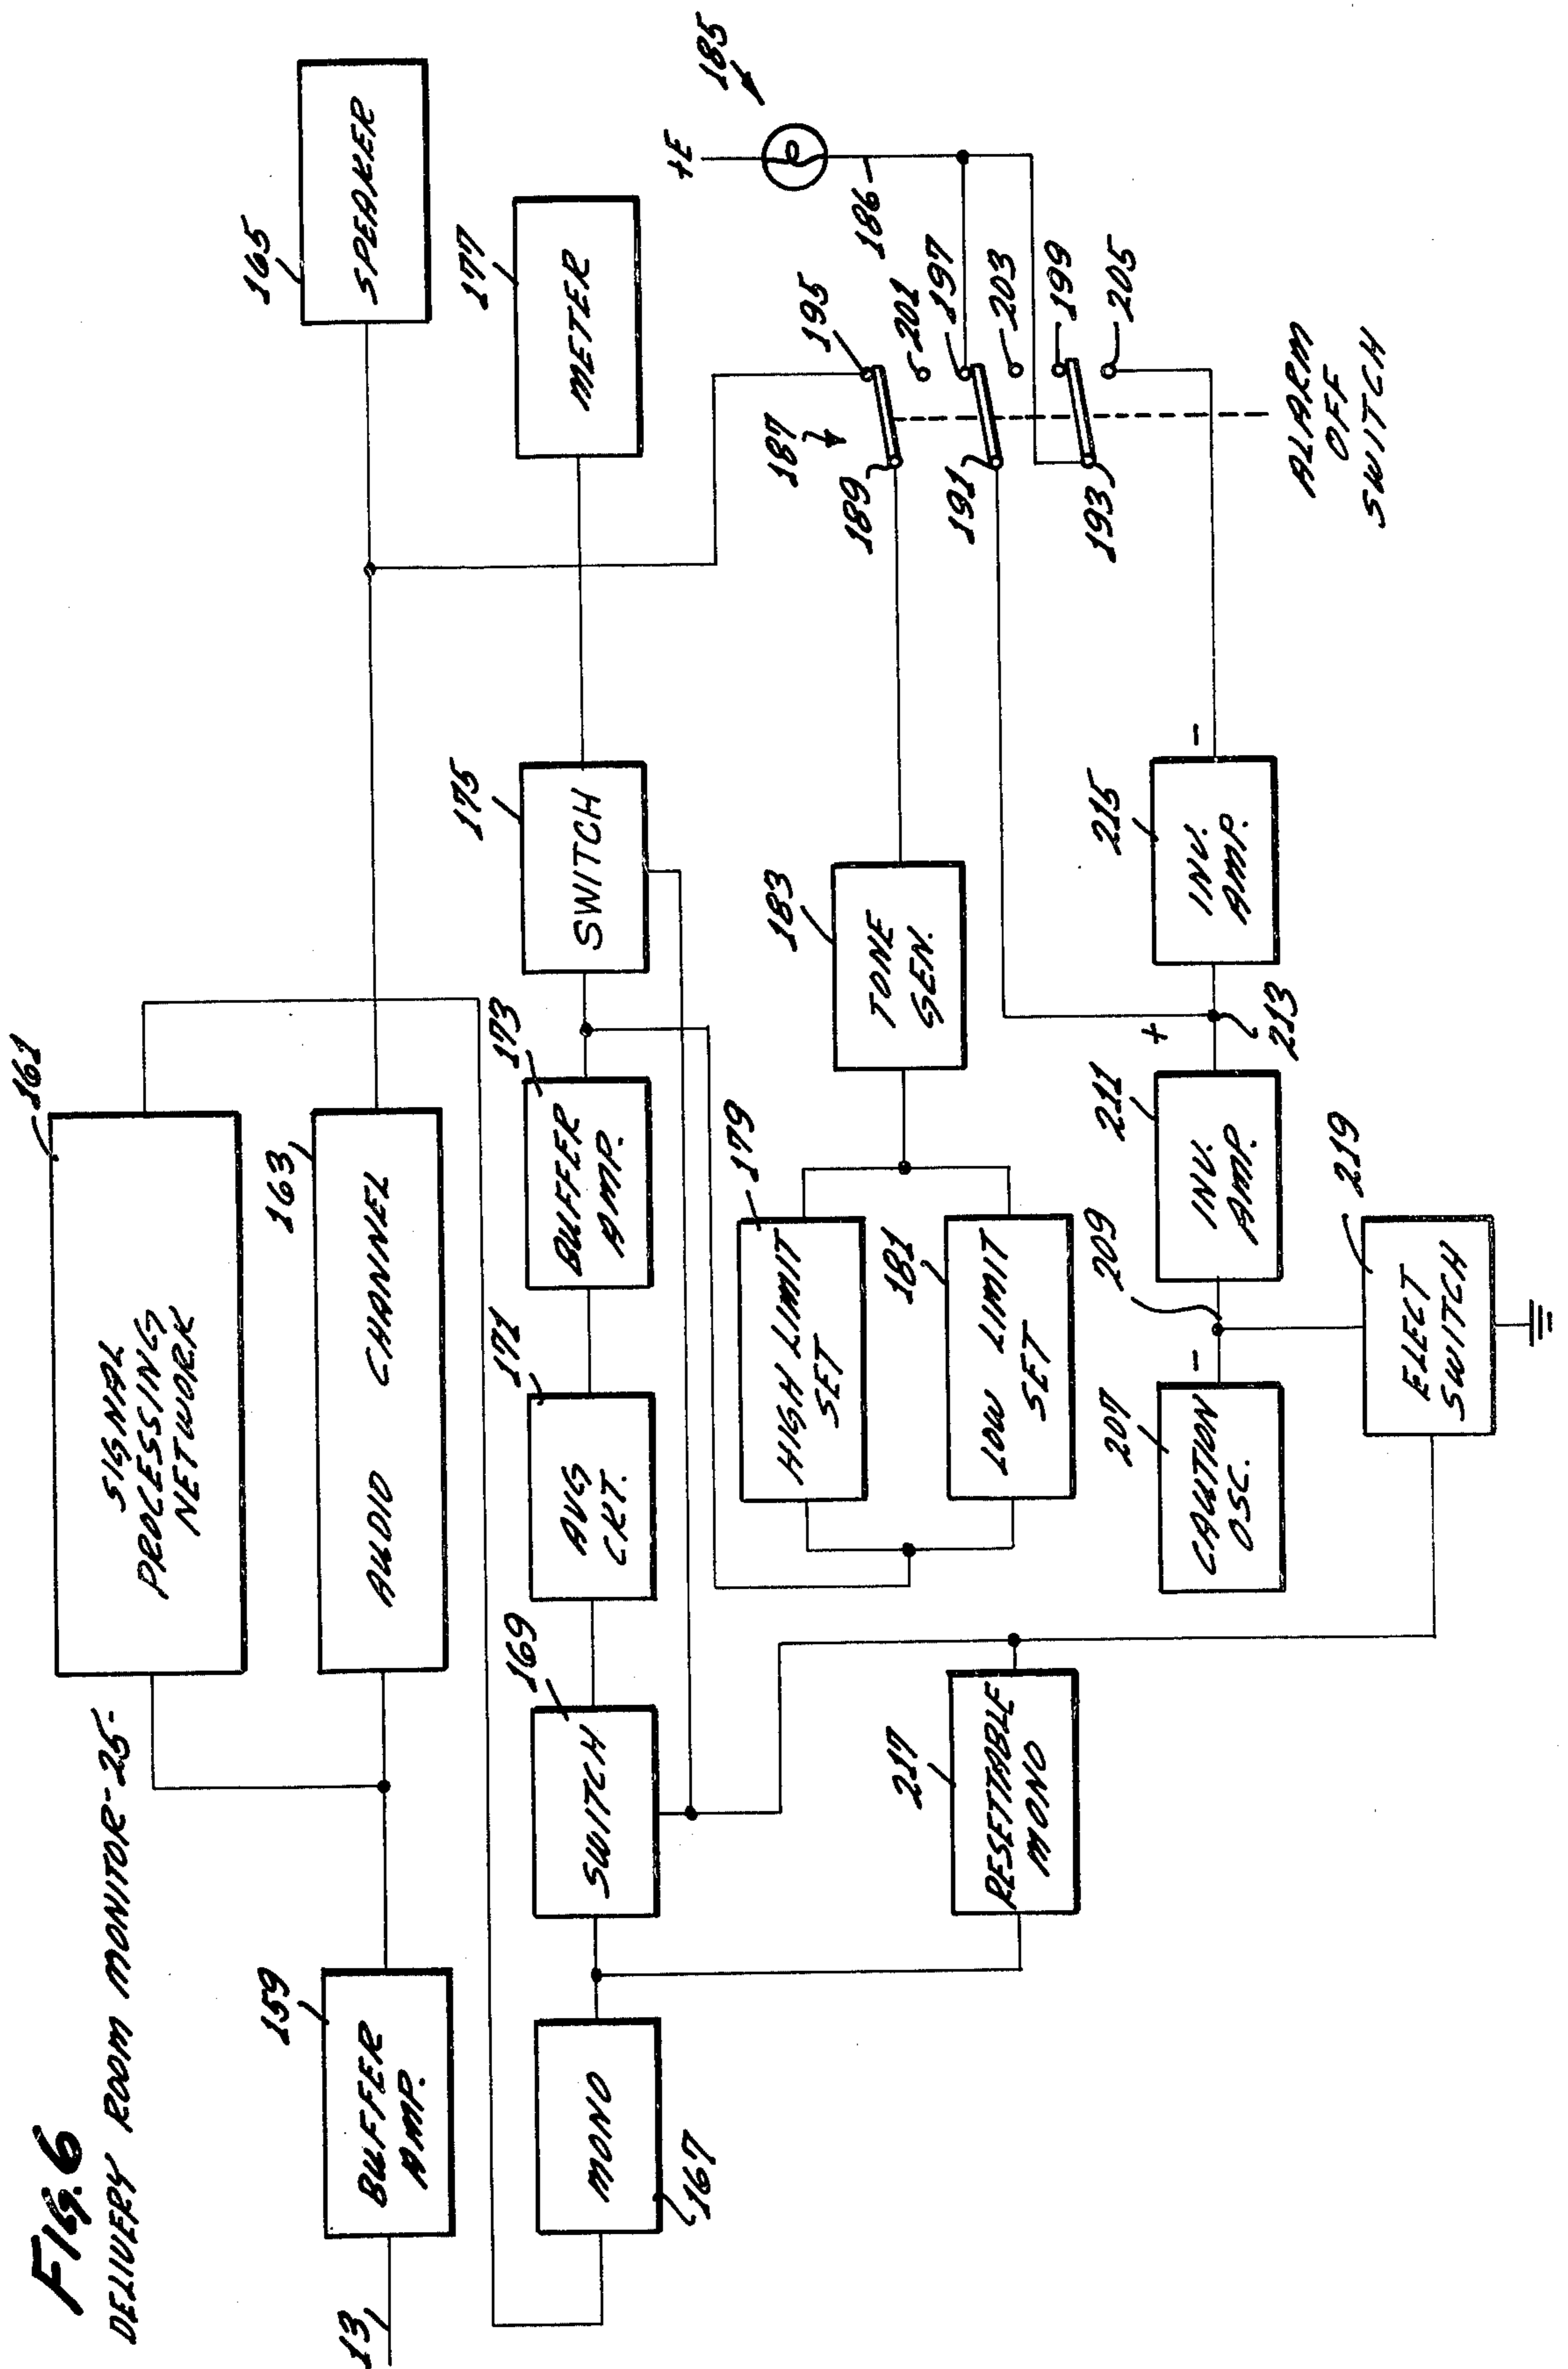 FIG. 6
DELIVERY ROOM MONITOR-25-
161
SIGNAL
PROCESSING
NETWORK
13
159
BUFFER
AMP.
163
AUDIO CHANNEL
165
SPEAKER
167
MONO
169
SWITCH
171
AVG
CKT.
173
BUFFER
AMP.
175
SWITCH
177
METER
179
HIGH LIMIT
SET
181
LOW LIMIT
SET
183
TONE
GEN.
+E
185
186
187
189
195
201
191
197
203
193
199
205
ALARM
OFF
SWITCH
217
RESETTABLE
MONO
207
CAUTION
OSC.
-
209
211
INV.
AMP.
+
213
215
INV.
AMP.
-
219
ELECT
SWITCH